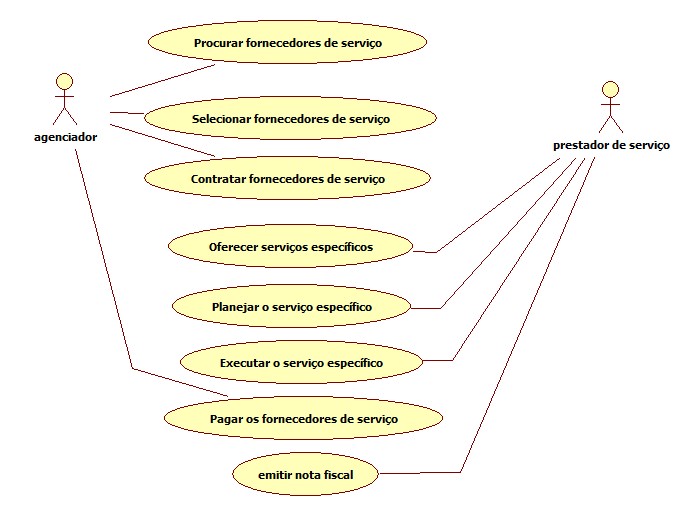 Procurar fornecedores de serviço
agenciador
Selecionar fornecedores de serviço
prestador de serviço
Contratar fornecedores de serviço
Oferecer serviços específicos
Planejar o serviço específico
Executar o serviço específico
Pagar os fornecedores de serviço
emitir nota fiscal